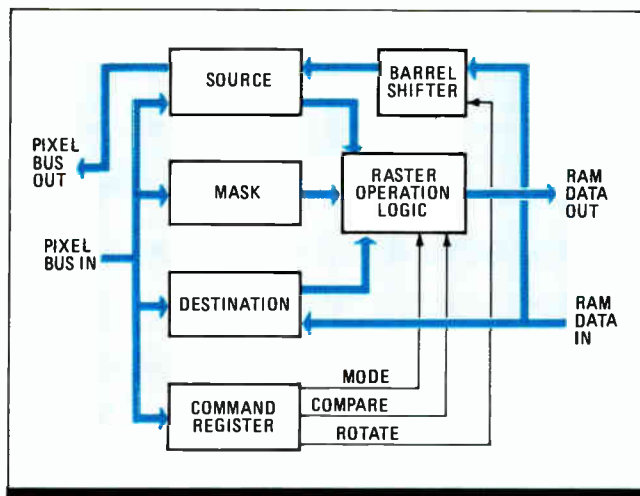 SOURCE
BARREL
SHIFTER
PIXEL
BUS OUT
MASK
RASTER
OPERATION
LOGIC
RAM
DATA
OUT
PIXEL
BUS IN
DESTINATION
RAM
DATA
IN
MODE
COMMAND
REGISTER
COMPARE
ROTATE